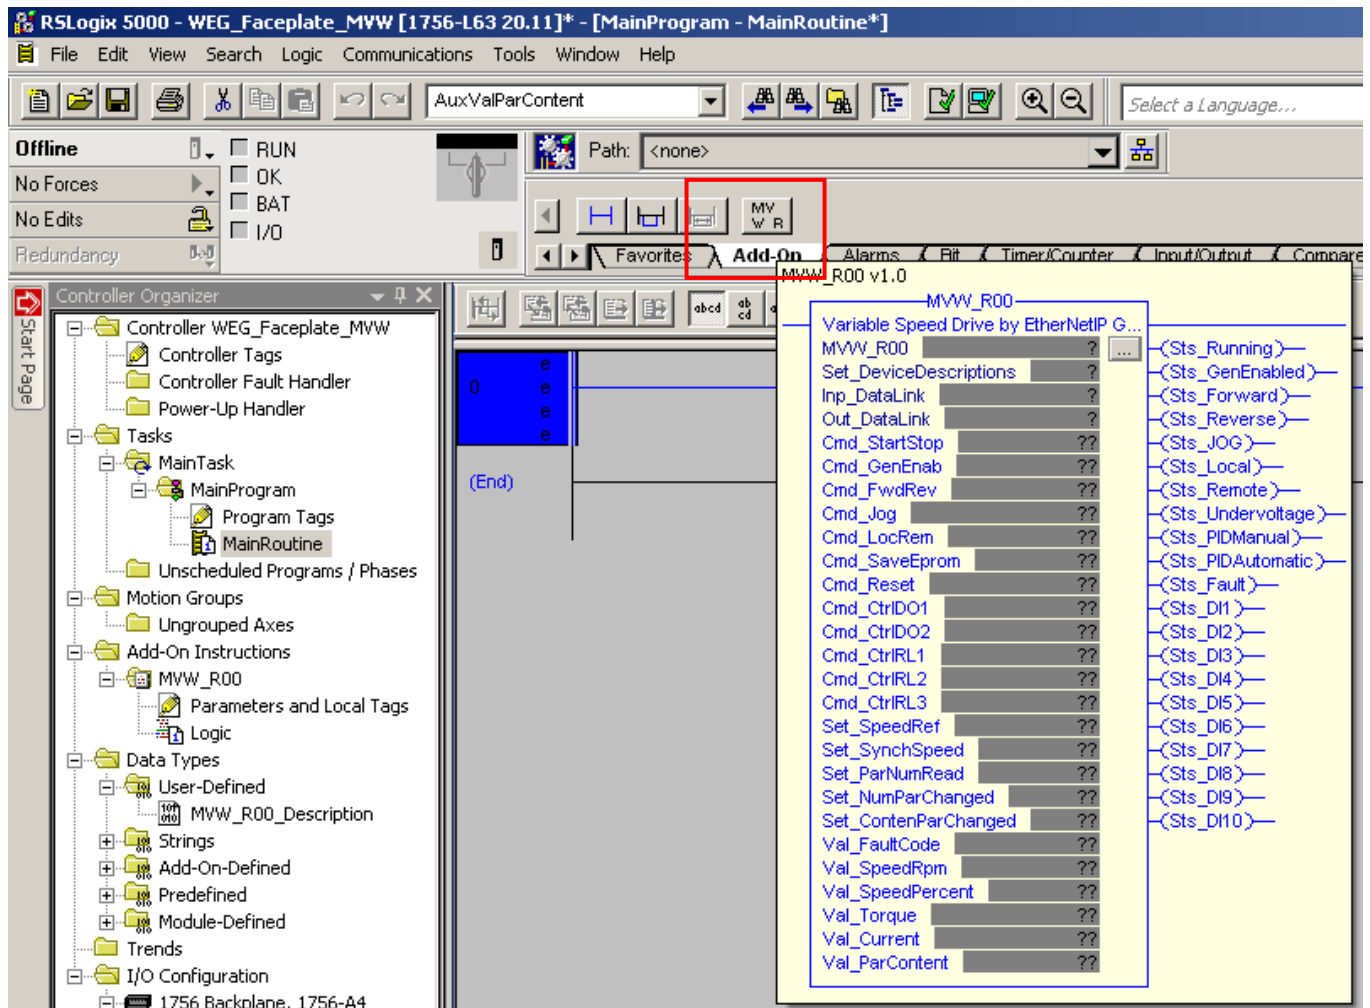 RSLogix 5000 - WEG_Faceplate_MVW [1756-L63 20.11]* - [MainProgram - MainRoutine*]
File Edit View Search Logic Communications Tools Window Help
AuxValParContent
Select a Language...
Offline
RUN
Path: <none>
No Forces
OK
BAT
No Edits
I/O
MV
W R
Redundancy
Favorites Add-On Alarms Bit Timer/Counter Input/Output Compare
Start Page
Controller Organizer
Controller WEG_Faceplate_MVW
Controller Tags
Controller Fault Handler
Power-Up Handler
Tasks
MainTask
MainProgram
Program Tags
MainRoutine
Unscheduled Programs / Phases
Motion Groups
Ungrouped Axes
Add-On Instructions
MVW_R00
Parameters and Local Tags
Logic
Data Types
User-Defined
MVW_R00_Description
Strings
Add-On-Defined
Predefined
Module-Defined
Trends
I/O Configuration
1756 Backplane, 1756-A4
abcd
ab
cd
0
e
e
e
e
(End)
MVW_R00 v1.0
MVW_R00
Variable Speed Drive by EtherNetIP G...
MVW_R00 ? ... (Sts_Running)
Set_DeviceDescriptions ? (Sts_GenEnabled)
Inp_DataLink ? (Sts_Forward)
Out_DataLink ? (Sts_Reverse)
Cmd_StartStop ?? (Sts_JOG)
Cmd_GenEnab ?? (Sts_Local)
Cmd_FwdRev ?? (Sts_Remote)
Cmd_Jog ?? (Sts_Undervoltage)
Cmd_LocRem ?? (Sts_PIDManual)
Cmd_SaveEprom ?? (Sts_PIDAutomatic)
Cmd_Reset ?? (Sts_Fault)
Cmd_CtrlDO1 ?? (Sts_DI1)
Cmd_CtrlDO2 ?? (Sts_DI2)
Cmd_CtrlRL1 ?? (Sts_DI3)
Cmd_CtrlRL2 ?? (Sts_DI4)
Cmd_CtrlRL3 ?? (Sts_DI5)
Set_SpeedRef ?? (Sts_DI6)
Set_SynchSpeed ?? (Sts_DI7)
Set_ParNumRead ?? (Sts_DI8)
Set_NumParChanged ?? (Sts_DI9)
Set_ContenParChanged ?? (Sts_DI10)
Val_FaultCode ??
Val_SpeedRpm ??
Val_SpeedPercent ??
Val_Torque ??
Val_Current ??
Val_ParContent ??